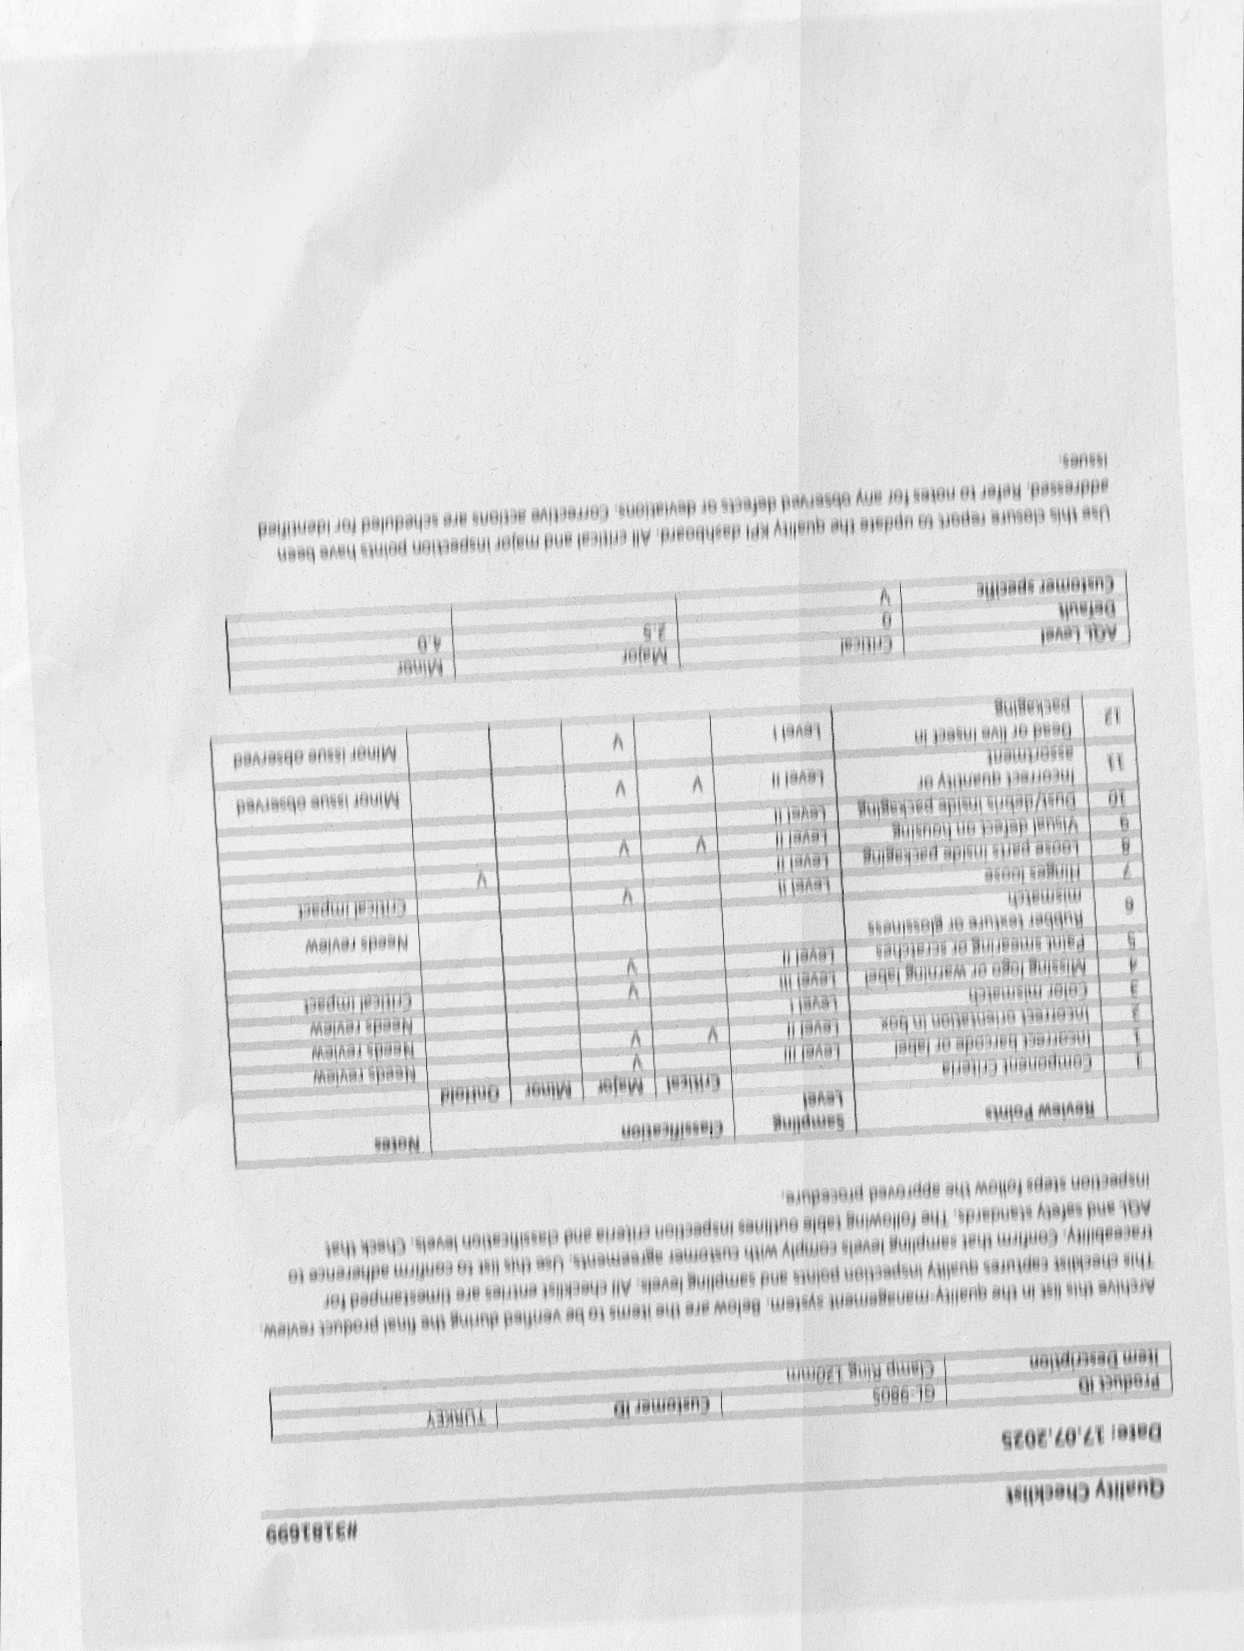 #3181699
Quality Checklist
Date: 17.07.2025
Product ID GL-9805 Customer ID TURKEY
Item Description Clamp Ring 120mm
Archive this list in the quality-management system. Below are the items to be verified during the final product review.
This checklist captures quality inspection points and sampling levels. All checklist entries are timestamped for
traceability. Confirm that sampling levels comply with customer agreements. Use this list to confirm adherence to
AQL and safety standards. The following table outlines inspection criteria and classification levels. Check that
inspection steps follow the approved procedure.
Review Points Sampling Level Classification Notes
Critical Major Minor OnHold
1 Component Criteria
1 Incorrect barcode or label Level III V Needs review
2 Incorrect orientation in box Level II V V Needs review
3 Color mismatch Level I Needs review
4 Missing logo or warning label Level III V Critical impact
5 Paint smearing or scratches Level II V
6 Rubber texture or glossiness mismatch Needs review
7 Hinges loose Level II V Critical impact
8 Loose parts inside packaging Level II V
9 Visual defect on housing Level II V V
10 Dust/debris inside packaging Level II
11 Incorrect quantity or assortment Level II V V Minor issue observed
12 Dead or live insect in packaging Level I V Minor issue observed
AQL Level Critical Major Minor
Default 0 2.5 4.0
Customer specific V
Use this closure report to update the quality KPI dashboard. All critical and major inspection points have been
addressed. Refer to notes for any observed defects or deviations. Corrective actions are scheduled for identified
issues.